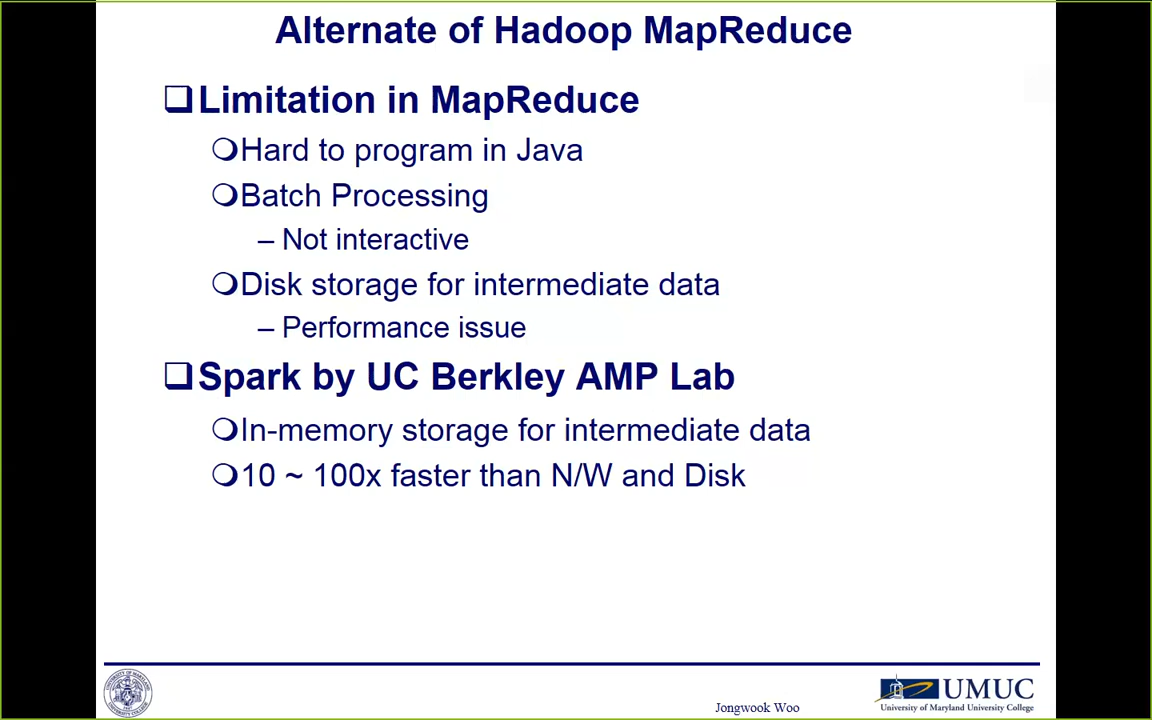 Alternate of Hadoop MapReduce
Limitation in MapReduce
Hard to program in Java
Batch Processing
– Not interactive
Disk storage for intermediate data
– Performance issue
Spark by UC Berkley AMP Lab
In-memory storage for intermediate data
10 ~ 100x faster than N/W and Disk
Jongwook Woo
UMUC
University of Maryland University College